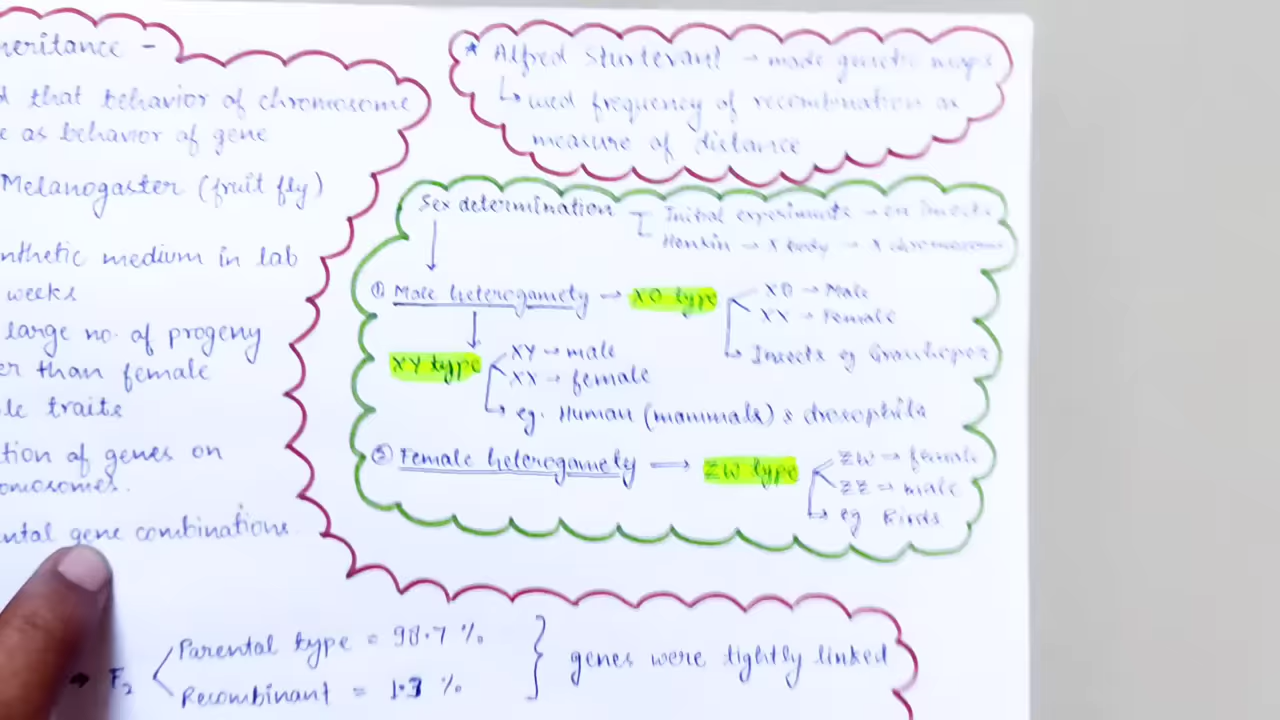 eritance -
d that behavior of chromosome
e as behavior of gene
Melanogaster (fruit fly)
nthetic medium in lab
weeks
large no. of progeny
er than female
le traits
tion of genes on
omosomes.
ental gene combinations.
* Alfred Sturtevant → made genetic maps
↳ used frequency of recombination as
measure of distance
Sex determination Initial experiments → on insects
Henkin → X body → X chromosome
① Male heterogamety → XO type XO → Male
XX → Female
↳ Insects eg Grasshoper
XY type XY → male
XX → female
↳ eg. Human (mammals) & drosophila
② Female heterogamety ⟹ ZW type ZW → female
ZZ → male
↳ eg Birds
→ F₂ Parental type = 98.7 %
Recombinant = 1.3 %
} genes were tightly linked